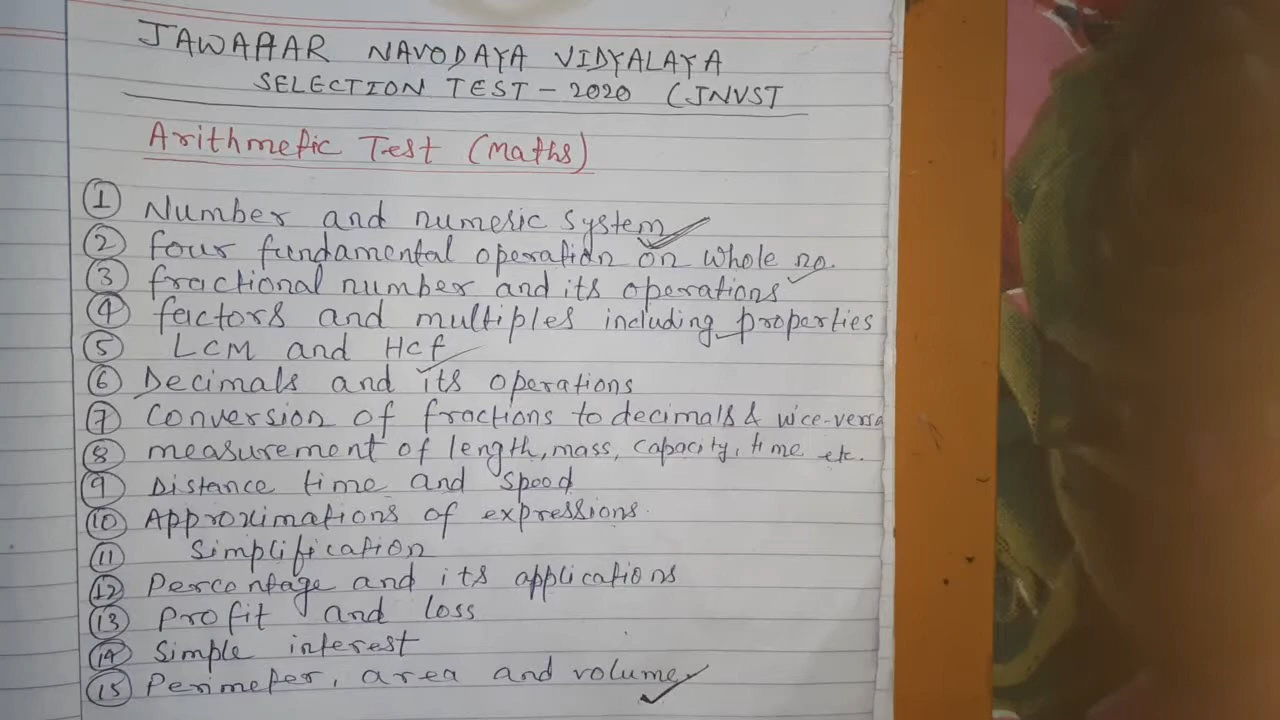 JAWAHAR NAVODAYA VIDYALAYA
SELECTION TEST - 2020 (JNVST
Arithmetic Test (Maths)
1 Number and numeric system
2 four fundamental operation on whole no.
3 fractional number and its operations
4 factors and multiples including properties
5 LCM and HCf
6 Decimals and its operations
7 Conversion of fractions to decimals & vice-versa
8 measurement of length, mass, capacity, time etc.
9 Distance time and speed
10 Approximations of expressions.
11 Simplification
12 Percentage and its applications
13 Profit and loss
14 Simple interest
15 Perimeter, area and volume